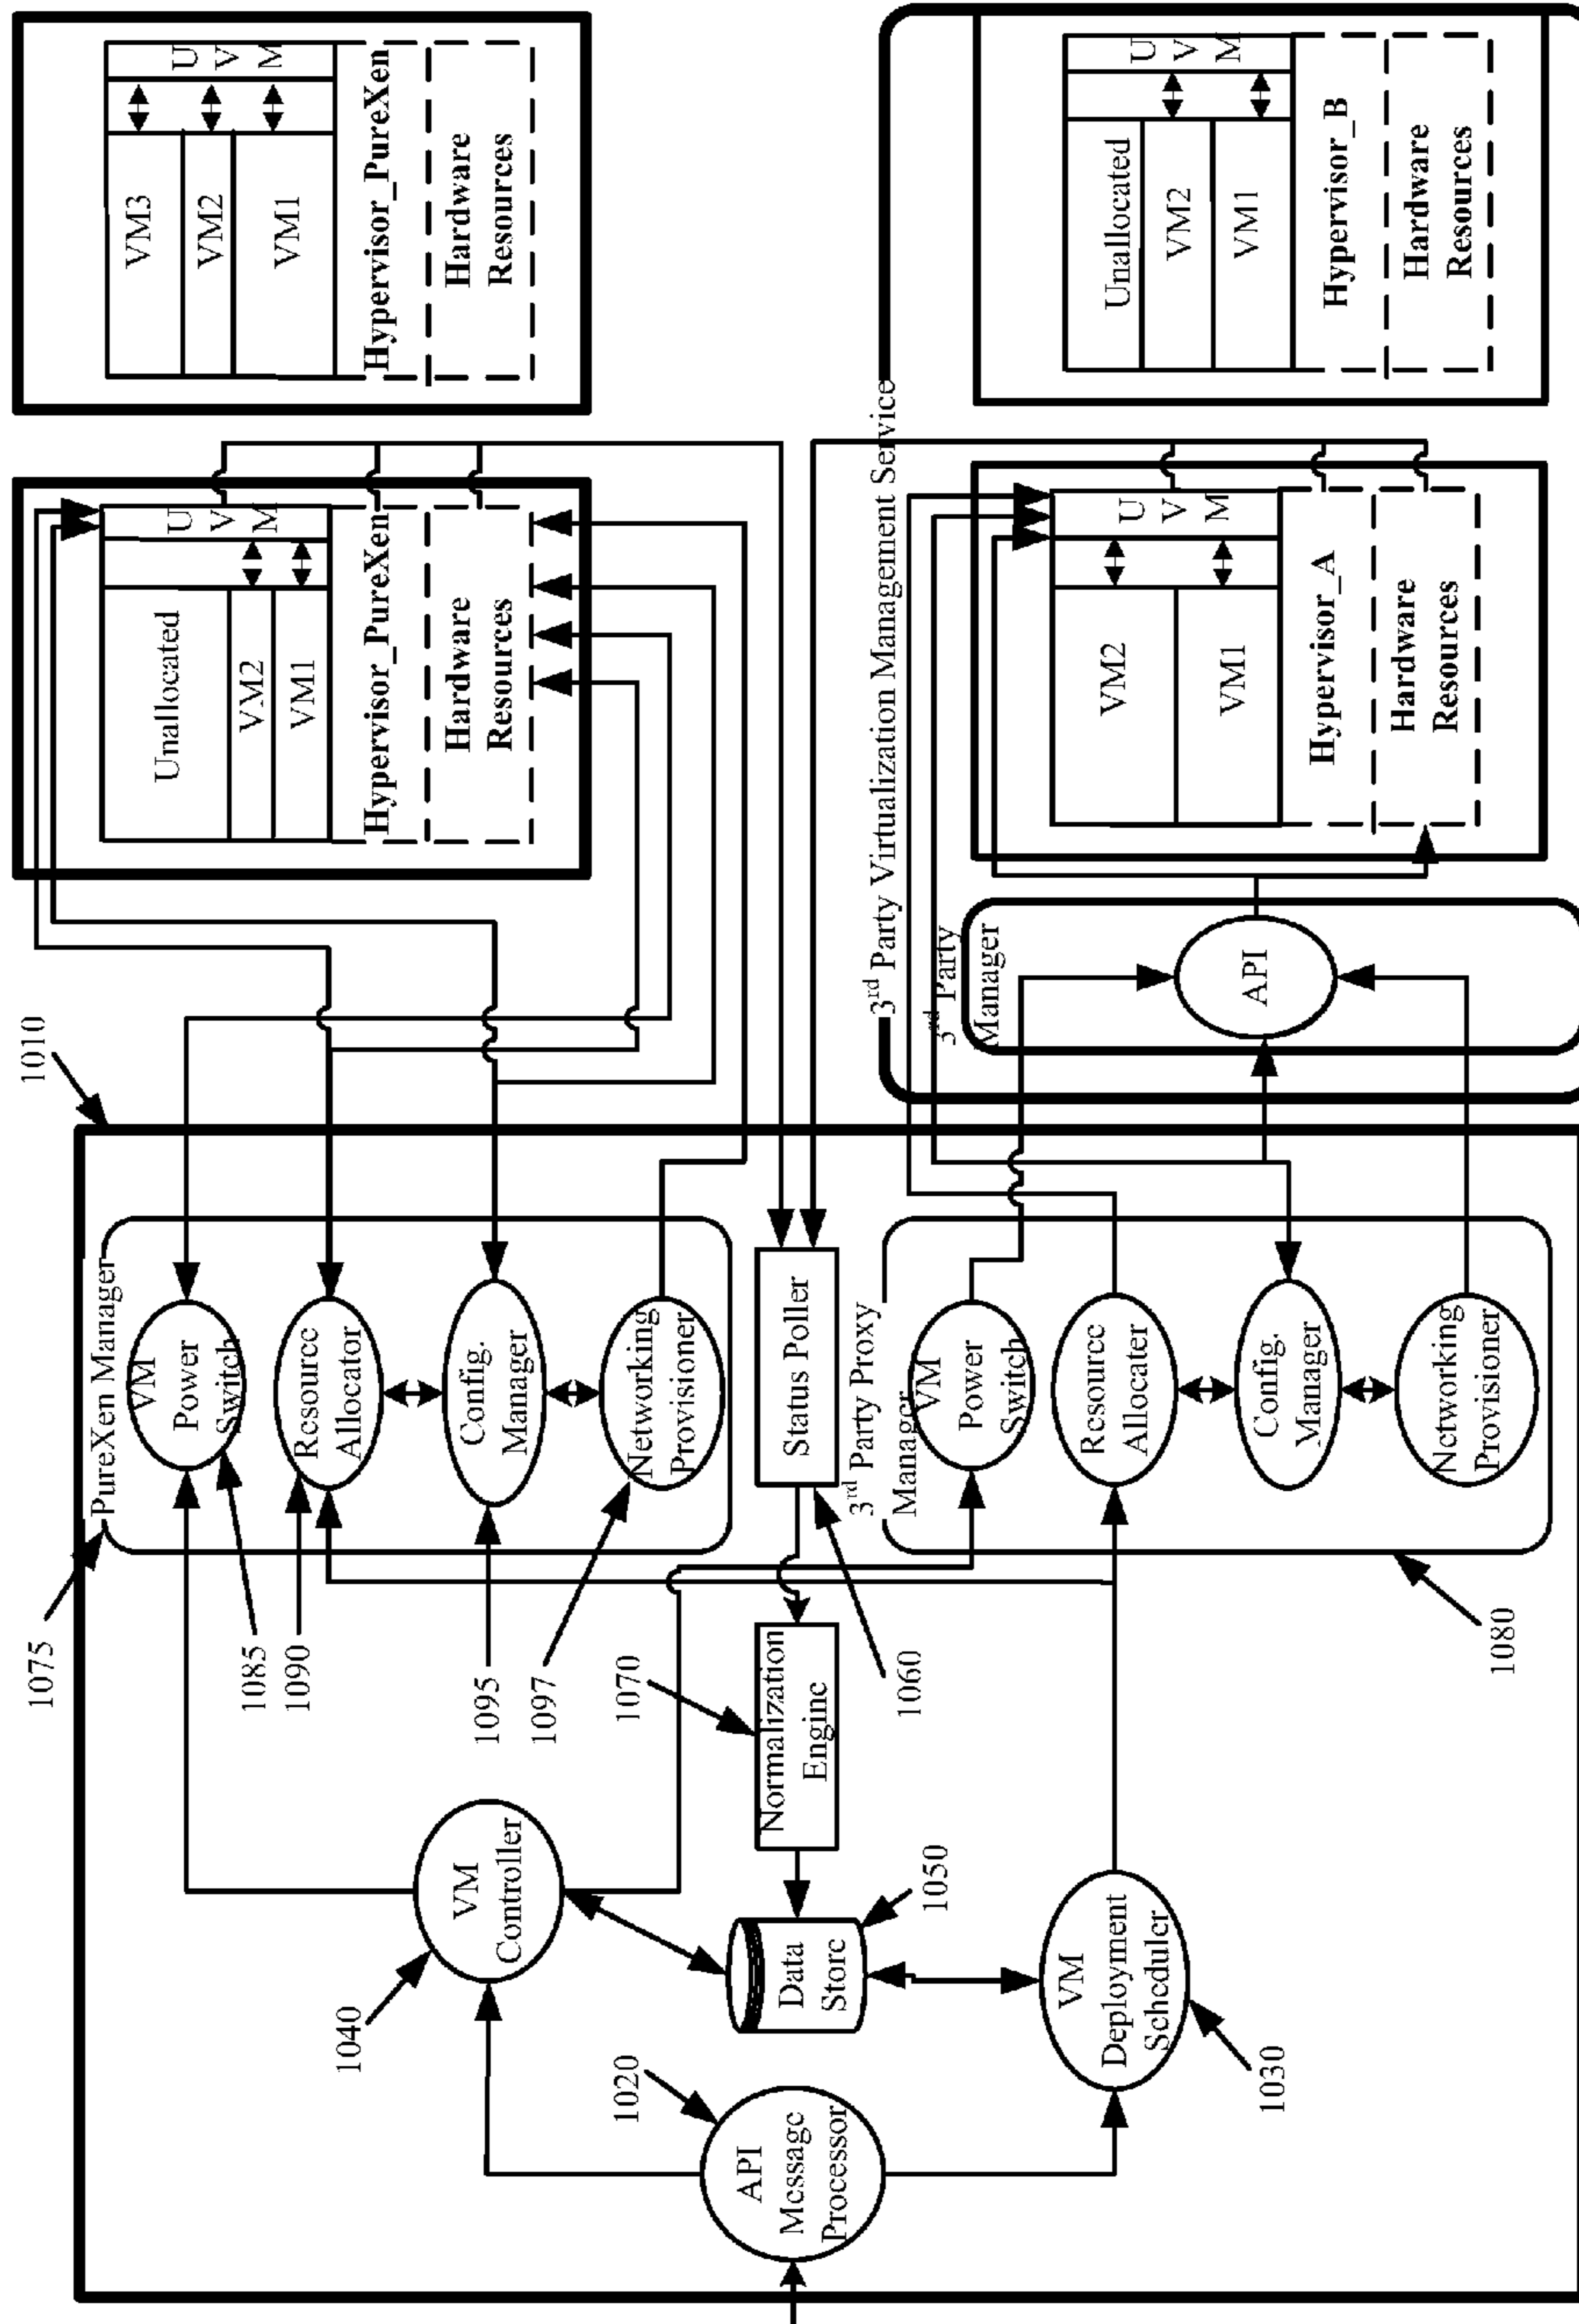 1010
1075
PureXen Manager
VM
Power
Switch
1085
Resource
Allocator
1090
Config.
Manager
1095
Networking
Provisioner
1097
1040
VM
Controller
1020
API
Message
Processor
Data
Store
1050
1070
Normalization
Engine
Status Poller
1060
VM
Deployment
Scheduler
1030
3rd Party Proxy
Manager
VM
Power
Switch
Resource
Allocater
Config.
Manager
Networking
Provisioner
1080
Unallocated
VM2
VM1
U
V
M
Hypervisor_PureXen
Hardware
Resources
VM3
VM2
VM1
U
V
M
Hypervisor_PureXen
Hardware
Resources
3rd Party Virtualization Management Service
3rd Party
Manager
API
VM2
VM1
U
V
M
Hypervisor_A
Hardware
Resources
Unallocated
VM2
VM1
U
V
M
Hypervisor_B
Hardware
Resources